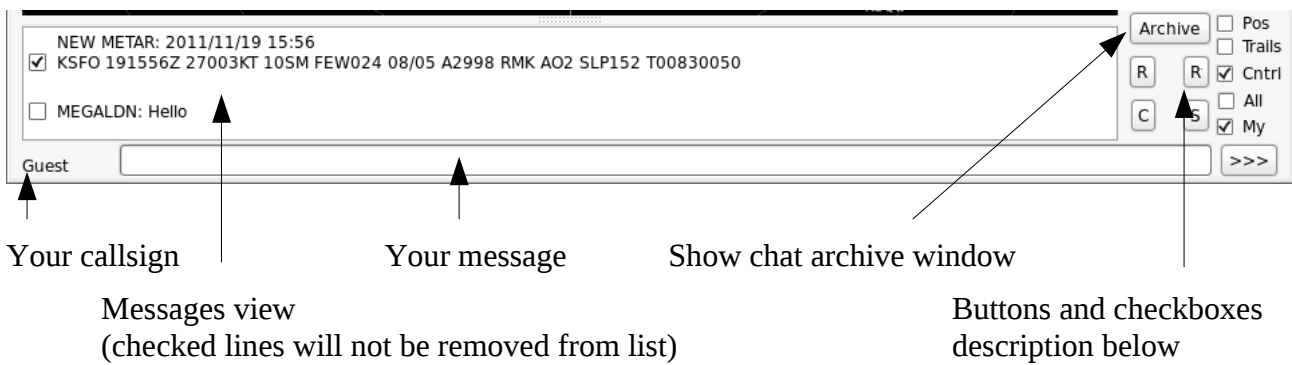 Archive
Pos
Trails
NEW METAR: 2011/11/19 15:56
KSFO 191556Z 27003KT 10SM FEW024 08/05 A2998 RMK AO2 SLP152 T00830050
R R Cntrl
MEGALDN: Hello
C S
All
My
Guest
>>>
Your callsign
Your message
Show chat archive window
Messages view
(checked lines will not be removed from list)
Buttons and checkboxes
description below